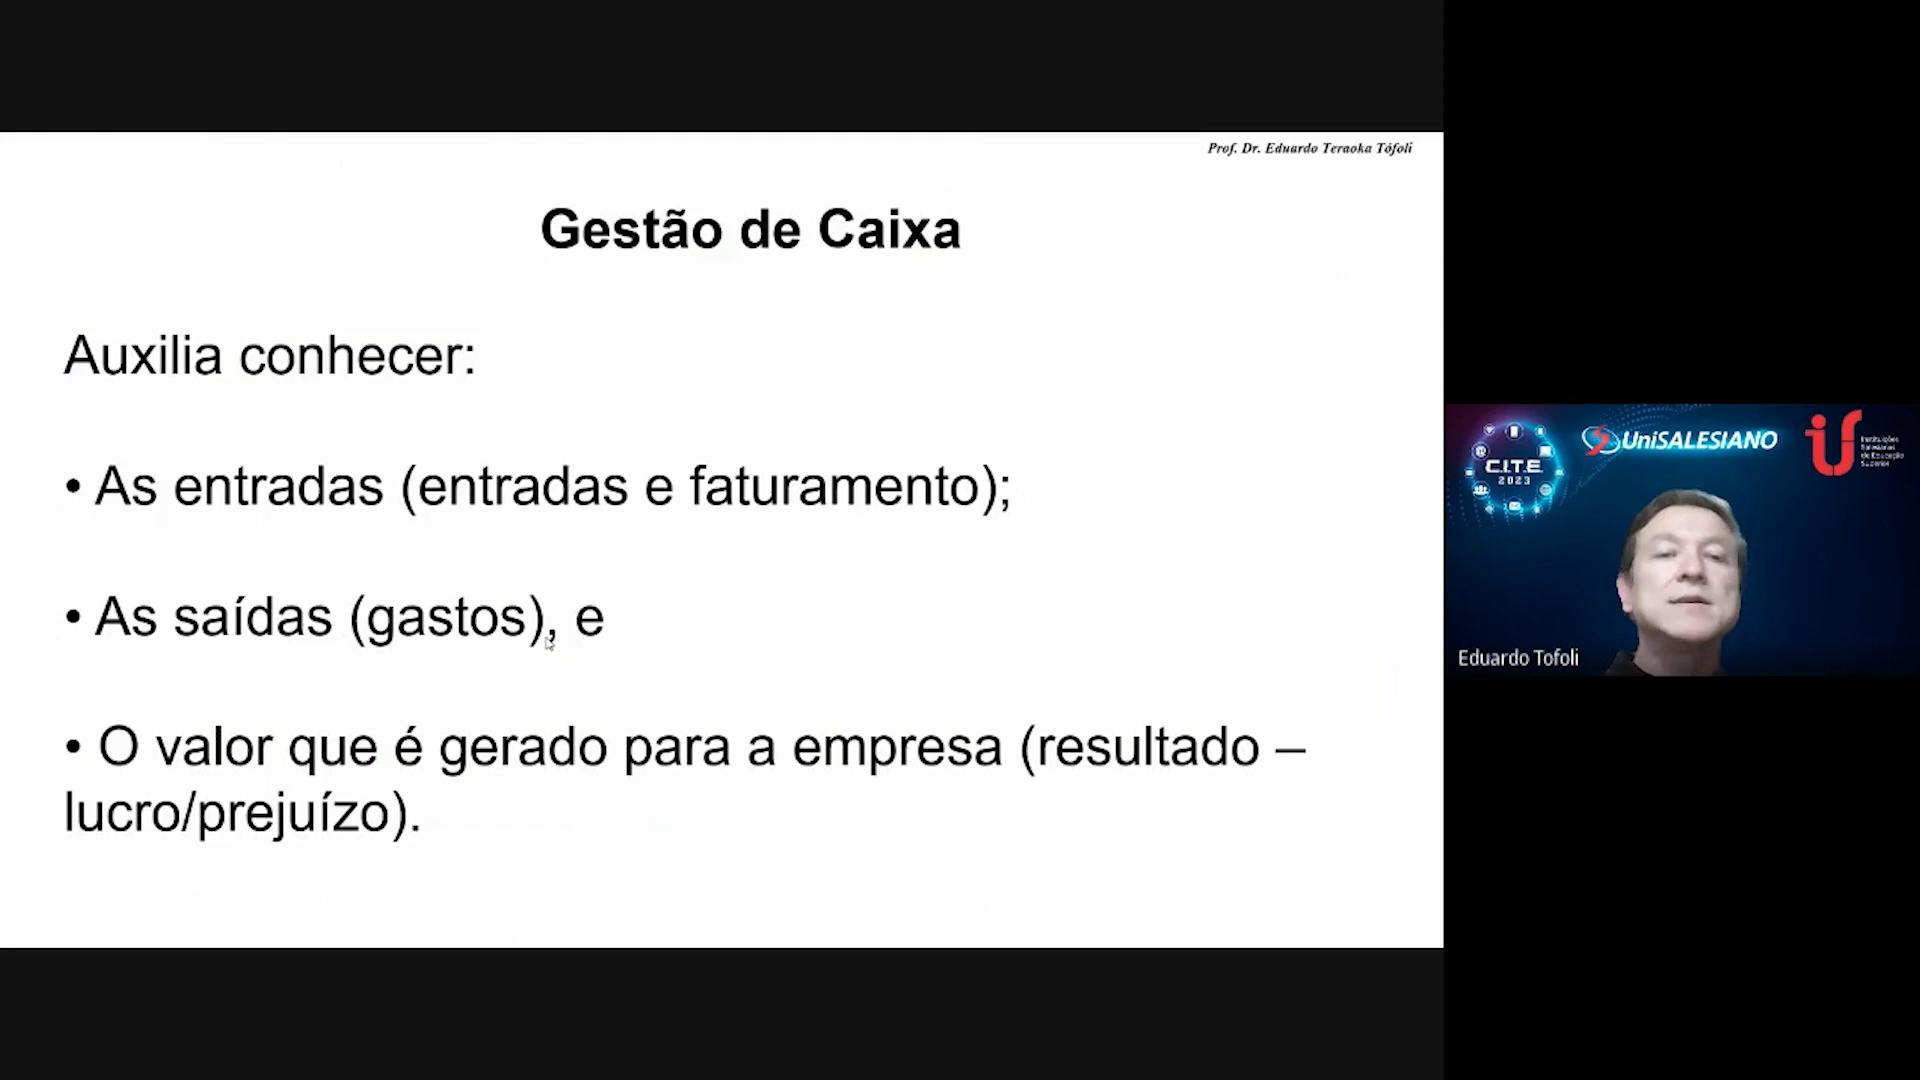 Prof. Dr. Eduardo Teraoka Tófoli
Gestão de Caixa
Auxilia conhecer:
• As entradas (entradas e faturamento);
• As saídas (gastos), e
• O valor que é gerado para a empresa (resultado –
lucro/prejuízo).
C.I.T.E
2023
UniSALESIANO
Instituições
Salesianas
de Educação
Superior
Eduardo Tofoli